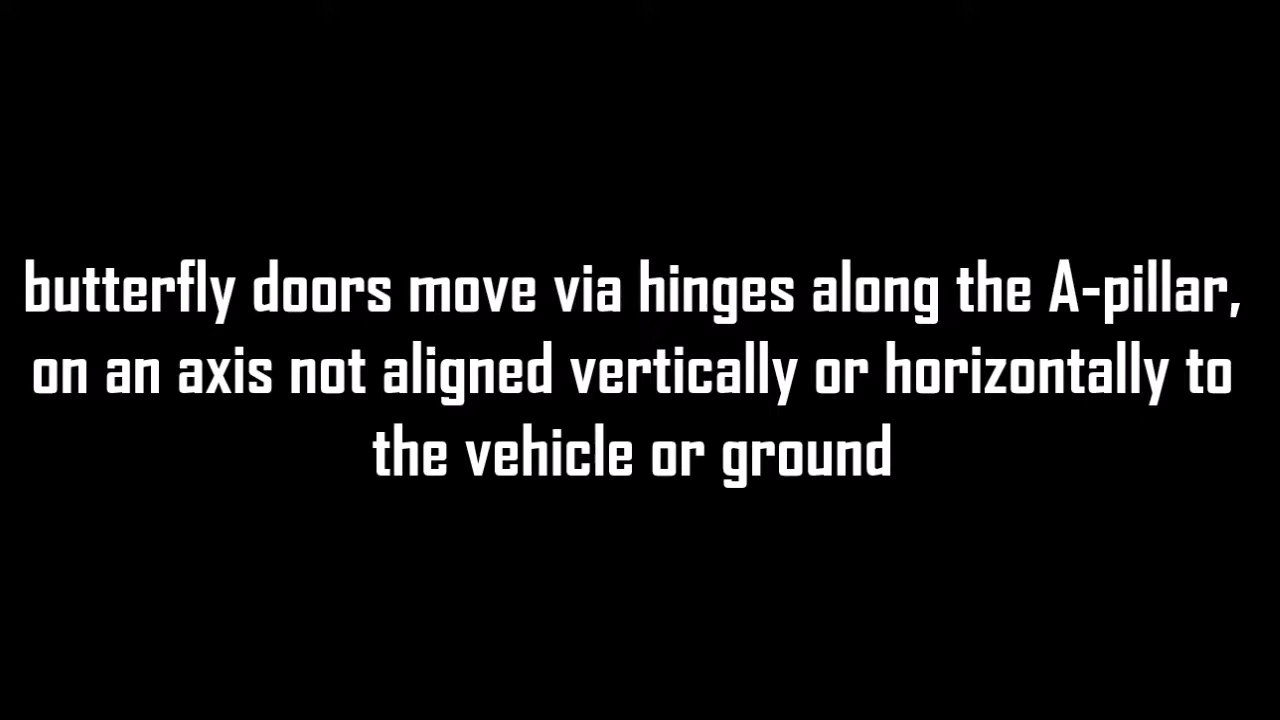 butterfly doors move via hinges along the A-pillar,
on an axis not aligned vertically or horizontally to
the vehicle or ground